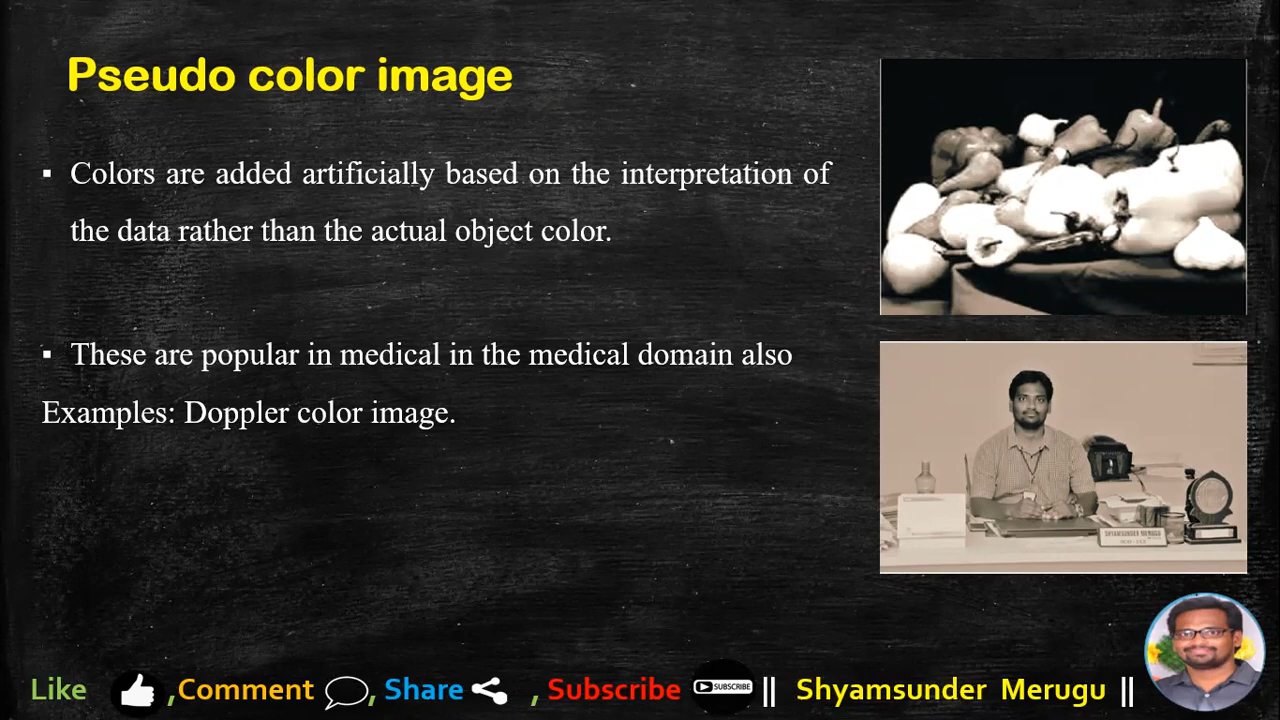 Pseudo color image
▪ Colors are added artificially based on the interpretation of
the data rather than the actual object color.
▪ These are popular in medical in the medical domain also
Examples: Doppler color image.
SHYAMSUNDER MERUGU
Like , Comment , Share , Subscribe SUBSCRIBE || Shyamsunder Merugu ||